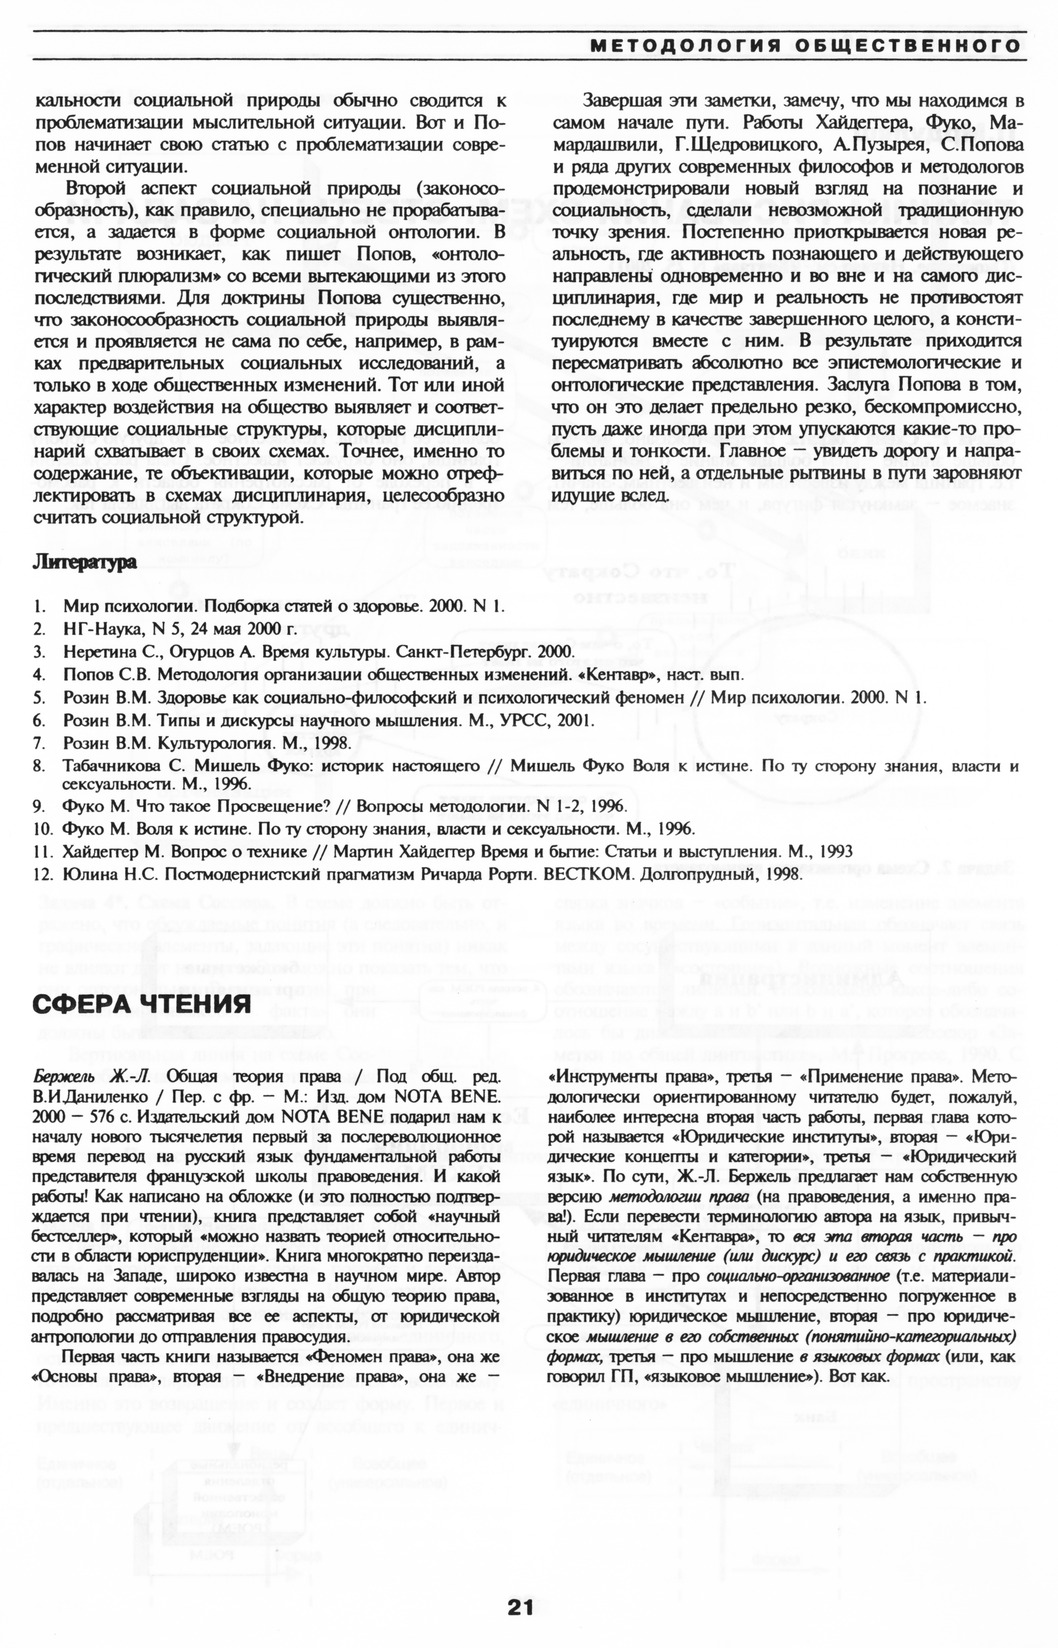 МЕТОДОЛОГИЯ ОБЩЕСТВЕННОГО
кальности социальной природы обычно сводится к
проблематизации мыслительной ситуации. Вот и По-
пов начинает свою статью с проблематизации совре-
менной ситуации.
Второй аспект социальной природы (законосо-
образность), как правило, специально не прорабатыва-
ется, а задается в форме социальной онтологии. В
результате возникает, как пишет Попов, «онтоло-
гический плюрализм» со всеми вытекающими из этого
последствиями. Для доктрины Попова существенно,
что законосообразность социальной природы выявля-
ется и проявляется не сама по себе, например, в рам-
ках предварительных социальных исследований, а
только в ходе общественных изменений. Тот или иной
характер воздействия на общество выявляет и соответ-
ствующие социальные структуры, которые дисципли-
нарий схватывает в своих схемах. Точнее, именно то
содержание, те объективации, которые можно отреф-
лектировать в схемах дисциплинария, целесообразно
считать социальной структурой.
Завершая эти заметки, замечу, что мы находимся в
самом начале пути. Работы Хайдеггера, Фуко, Ма-
мардашвили, Г.Щедровицкого, А.Пузырея, С.Попова
и ряда других современных философов и методологов
продемонстрировали новый взгляд на познание и
социальность, сделали невозможной традиционную
точку зрения. Постепенно приоткрывается новая ре-
альность, где активность познающего и действующего
направлены одновременно и во вне и на самого дис-
циплинария, где мир и реальность не противостоят
последнему в качестве завершенного целого, а консти-
туируются вместе с ним. В результате приходится
пересматривать абсолютно все эпистемологические и
онтологические представления. Заслуга Попова в том,
что он это делает предельно резко, бескомпромиссно,
пусть даже иногда при этом упускаются какие-то про-
блемы и тонкости. Главное — увидеть дорогу и напра-
виться по ней, а отдельные рытвины в пути заровняют
идущие вслед.
Литература
1. Мир психологии. Подборка статей о здоровье. 2000. N 1.
2. НГ-Наука, N 5, 24 мая 2000 г.
3. Неретина С., Огурцов А. Время культуры. Санкт-Петербург. 2000.
4. Попов С.В. Методология организации общественных изменений. «Кентавр», наст. вып.
5. Розин В.М. Здоровье как социально-философский и психологический феномен // Мир психологии. 2000. N 1.
6. Розин В.М. Типы и дискурсы научного мышления. М., УРСС, 2001.
7. Розин В.М. Культурология. М., 1998.
8. Табачникова С. Мишель Фуко: историк настоящего // Мишель Фуко Воля к истине. По ту сторону знания, власти и
сексуальности. М., 1996.
9. Фуко М. Что такое Просвещение? // Вопросы методологии. N 1-2, 1996.
10. Фуко М. Воля к истине. По ту сторону знания, власти и сексуальности. М., 1996.
11. Хайдеггер М. Вопрос о технике // Мартин Хайдеггер Время и бытие: Статьи и выступления. М., 1993
12. Юлина Н.С. Постмодернистский прагматизм Ричарда Рорти. ВЕСТКОМ. Долгопрудный, 1998.
СФЕРА ЧТЕНИЯ
Бержель Ж.-Л. Общая теория права / Под общ. ред.
В.И.Даниленко / Пер. с фр. — М.: Изд. дом NOTA BENE.
2000 — 576 с. Издательский дом NOTA BENE подарил нам к
началу нового тысячелетия первый за послереволюционное
время перевод на русский язык фундаментальной работы
представителя французской школы правоведения. И какой
работы! Как написано на обложке (и это полностью подтвер-
ждается при чтении), книга представляет собой «научный
бестселлер», который «можно назвать теорией относительно-
сти в области юриспруденции». Книга многократно переизда-
валась на Западе, широко известна в научном мире. Автор
представляет современные взгляды на общую теорию права,
подробно рассматривая все ее аспекты, от юридической
антропологии до отправления правосудия.
Первая часть книги называется «Феномен права», она же
«Основы права», вторая — «Внедрение права», она же —
«Инструменты права», третья — «Применение права». Мето-
дологически ориентированному читателю будет, пожалуй,
наиболее интересна вторая часть работы, первая глава кото-
рой называется «Юридические институты», вторая — «Юри-
дические концепты и категории», третья — «Юридический
язык». По сути, Ж.-Л. Бержель предлагает нам собственную
версию методологии права (на правоведения, а именно пра-
ва!). Если перевести терминологию автора на язык, привыч-
ный читателям «Кентавра», то вся эта вторая часть — про
юридическое мышление (или дискурс) и его связь с практикой.
Первая глава — про социально-организованное (т.е. материали-
зованное в институтах и непосредственно погруженное в
практику) юридическое мышление, вторая — про юридиче-
ское мышление в его собственных (понятийно-категориальных)
формах, третья — про мышление в языковых формах (или, как
говорил ГП, «языковое мышление»). Вот как.
21